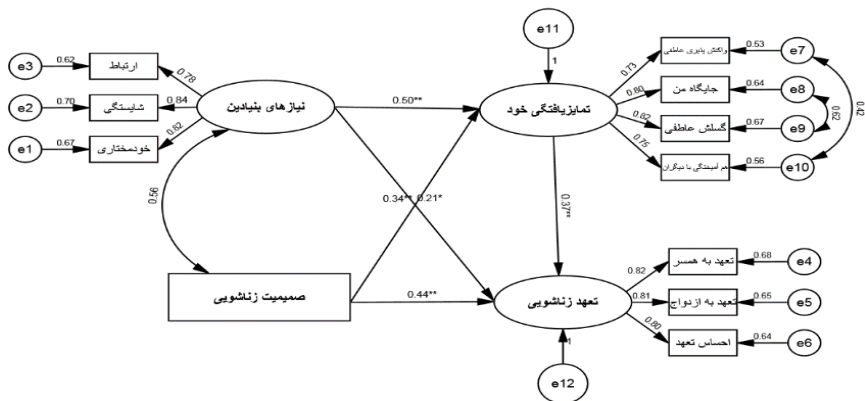 e11
1
e3
0.62
ارتباط
0.78
e2
0.70
شایستگی
0.84
e1
0.67
خودمختاری
0.82
نیازهای بنیادین
0.50**
تمایزیافتگی خود
0.73
واکنش پذیری عاطفی
0.53
e7
0.80
جایگاه من
0.64
e8
0.82
گسلش عاطفی
0.67
e9
0.75
هم آمیختگی با دیگران
0.56
e10
0.62
0.42
0.56
0.34**
0.21*
0.37**
صمیمیت زناشویی
0.44**
تعهد زناشویی
0.82
تعهد به همسر
0.68
e4
0.81
تعهد به ازدواج
0.65
e5
0.80
احساس تعهد
0.64
e6
1
e12